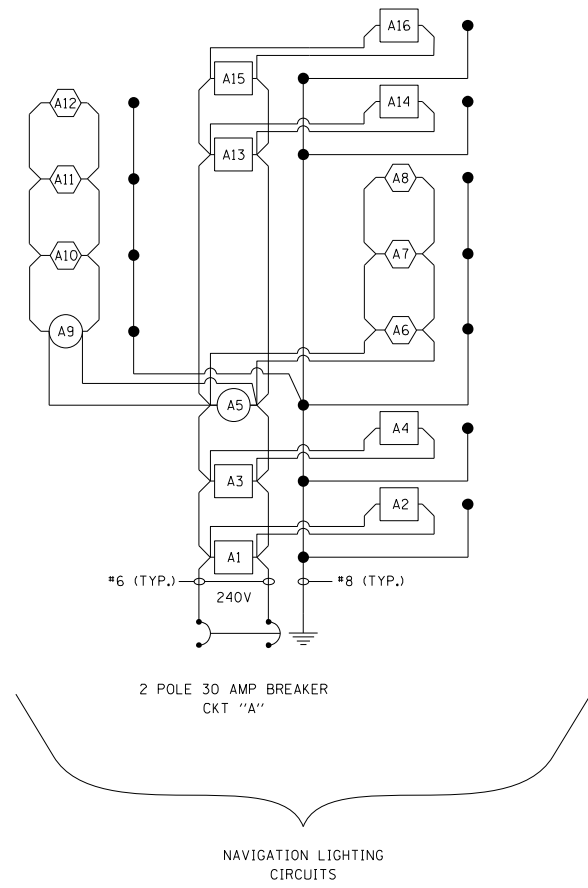 A16
A15
A12
A14
A13
A11
A8
A10
A7
A9
A6
A5
A4
A3
A2
A1
#6 (TYP.)
#8 (TYP.)
240V
2 POLE 30 AMP BREAKER
CKT "A"
NAVIGATION LIGHTING
CIRCUITS